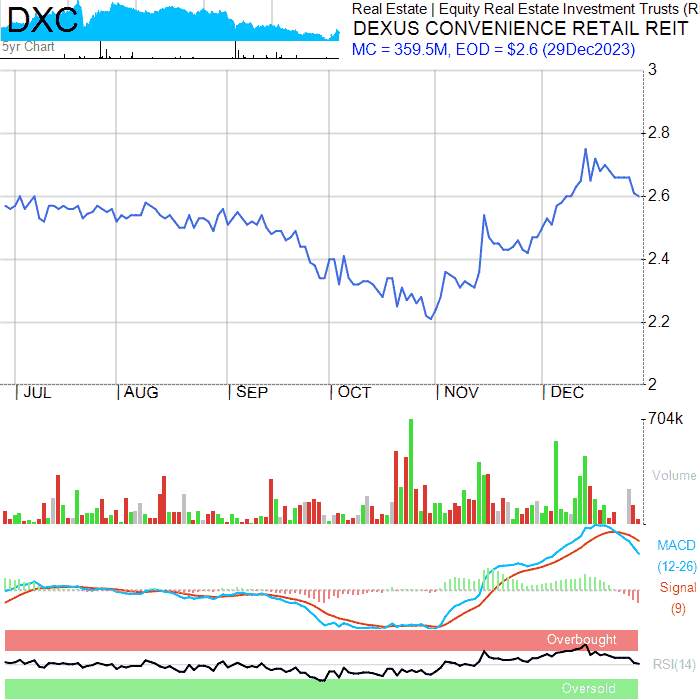 DXC
5yr Chart
Real Estate | Equity Real Estate Investment Trusts (R
DEXUS CONVENIENCE RETAIL REIT
MC = 359.5M, EOD = $2.6 (29Dec2023)
3
2.8
2.6
2.4
2.2
2
JUL AUG SEP OCT NOV DEC
704k
Volume
MACD
(12-26)
Signal
(9)
Overbought
RSI(14)
Oversold